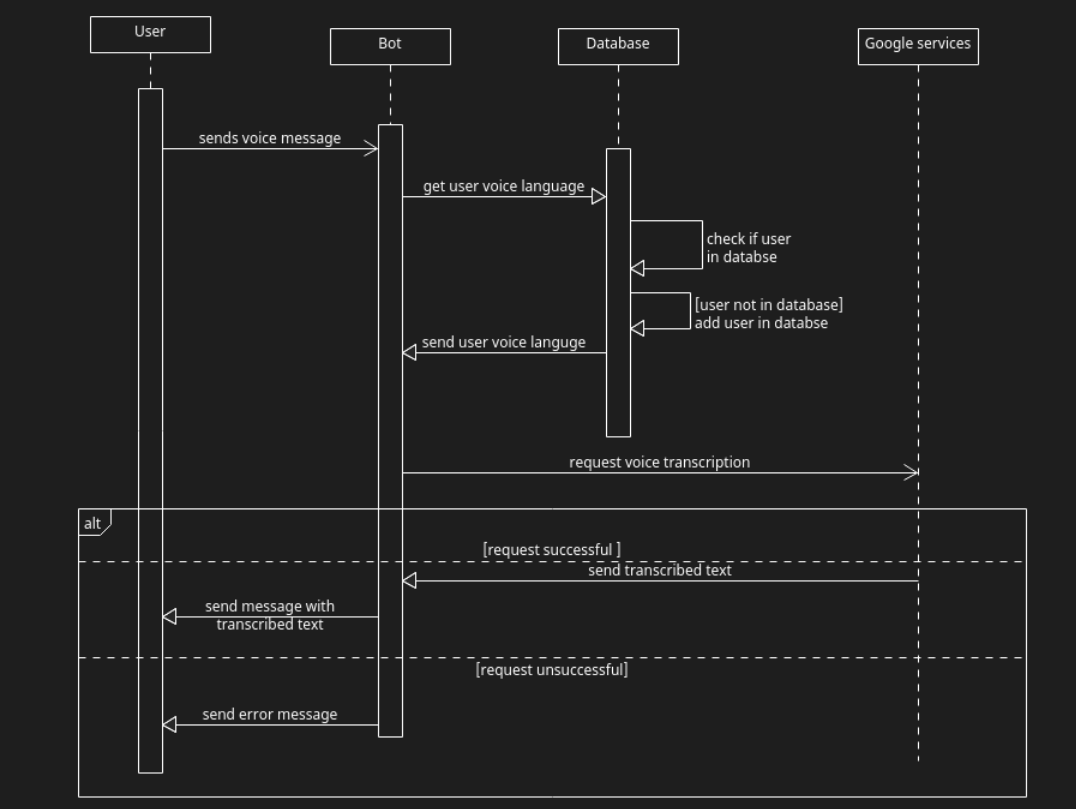 User
Bot
Database
Google services
sends voice message
get user voice language
check if user
in databse
[user not in database]
add user in databse
send user voice languge
request voice transcription
alt
[request successful ]
send transcribed text
send message with
transcribed text
[request unsuccessful]
send error message